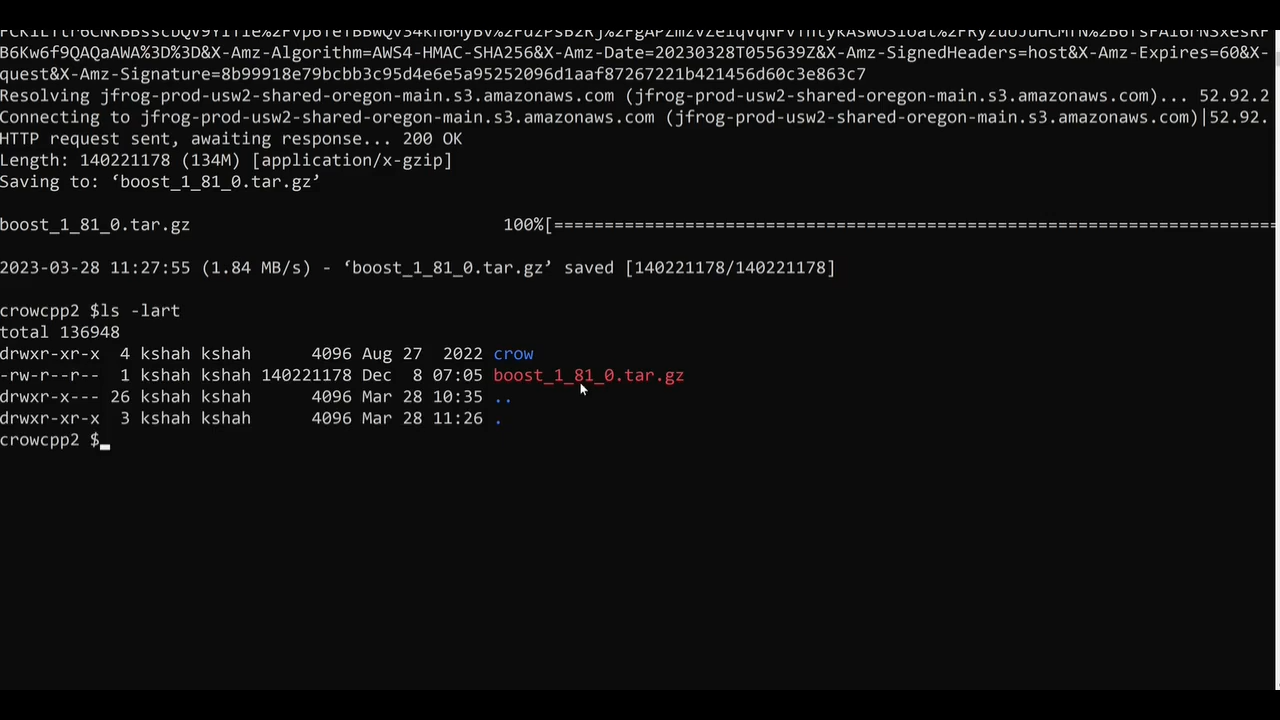 B6Kw6f9QAQaAWA%3D%3D&X-Amz-Algorithm=AWS4-HMAC-SHA256&X-Amz-Date=20230328T055639Z&X-Amz-SignedHeaders=host&X-Amz-Expires=60&X-
quest&X-Amz-Signature=8b99918e79bcbb3c95d4e6e5a95252096d1aaf87267221b421456d60c3e863c7
Resolving jfrog-prod-usw2-shared-oregon-main.s3.amazonaws.com (jfrog-prod-usw2-shared-oregon-main.s3.amazonaws.com)... 52.92.2
Connecting to jfrog-prod-usw2-shared-oregon-main.s3.amazonaws.com (jfrog-prod-usw2-shared-oregon-main.s3.amazonaws.com)|52.92.
HTTP request sent, awaiting response... 200 OK
Length: 140221178 (134M) [application/x-gzip]
Saving to: ‘boost_1_81_0.tar.gz’
boost_1_81_0.tar.gz 100%[========================================================================
2023-03-28 11:27:55 (1.84 MB/s) - ‘boost_1_81_0.tar.gz’ saved [140221178/140221178]
crowcpp2 $ls -lart
total 136948
drwxr-xr-x 4 kshah kshah 4096 Aug 27 2022 crow
-rw-r--r-- 1 kshah kshah 140221178 Dec 8 07:05 boost_1_81_0.tar.gz
drwxr-x--- 26 kshah kshah 4096 Mar 28 10:35 ..
drwxr-xr-x 3 kshah kshah 4096 Mar 28 11:26 .
crowcpp2 $